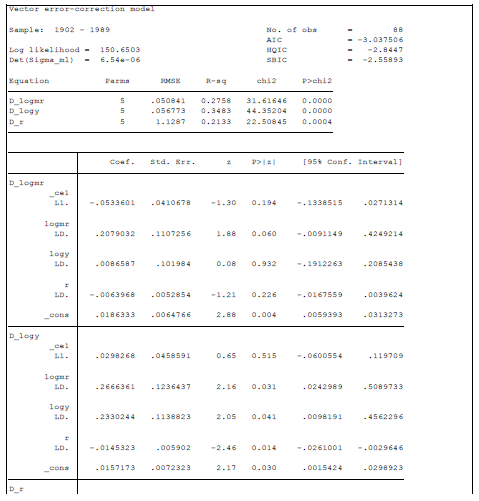 Vector error-correction model
Sample: 1902 - 1989 No. of obs = 88
AIC = -3.037506
Log likelihood = 150.6503 HQIC = -2.8447
Det(Sigma_ml) = 6.54e-06 SBIC = -2.55893
Equation Parms RMSE R-sq chi2 P>chi2
D_logmr 5 .050841 0.2758 31.61646 0.0000
D_logy 5 .056773 0.3483 44.35204 0.0000
D_r 5 1.1287 0.2133 22.50845 0.0004
Coef. Std. Err. z P>|z| [95% Conf. Interval]
D_logmr
_ce1
L1. -.0533601 .0410678 -1.30 0.194 -.1338515 .0271314
logmr
LD. .2079032 .1107256 1.88 0.060 -.0091149 .4249214
logy
LD. .0086587 .101984 0.08 0.932 -.1912263 .2085438
r
LD. -.0063968 .0052854 -1.21 0.226 -.0167559 .0039624
_cons .0186333 .0064766 2.88 0.004 .0059393 .0313273
D_logy
_ce1
L1. .0298268 .0458591 0.65 0.515 -.0600554 .119709
logmr
LD. .2666361 .1236437 2.16 0.031 .0242989 .5089733
logy
LD. .2330244 .1138823 2.05 0.041 .0098191 .4562296
r
LD. -.0145323 .005902 -2.46 0.014 -.0261001 -.0029646
_cons .0157173 .0072323 2.17 0.030 .0015424 .0298923
D_r